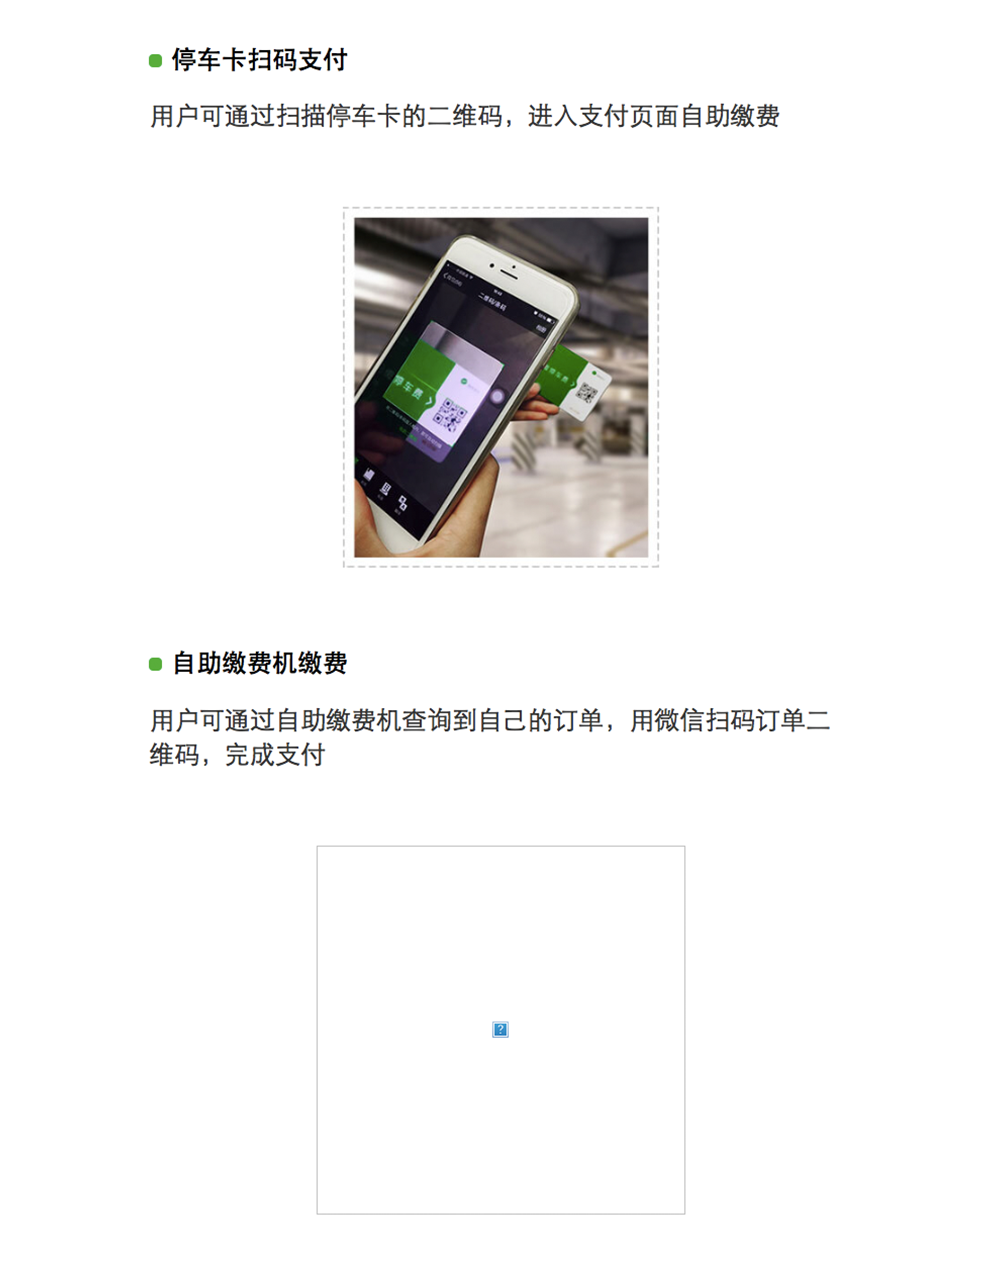 停车卡扫码支付
用户可通过扫描停车卡的二维码，进入支付页面自助缴费
二维码/条码
相册
停车费
停车费
自助缴费机缴费
用户可通过自助缴费机查询到自己的订单，用微信扫码订单二
维码，完成支付